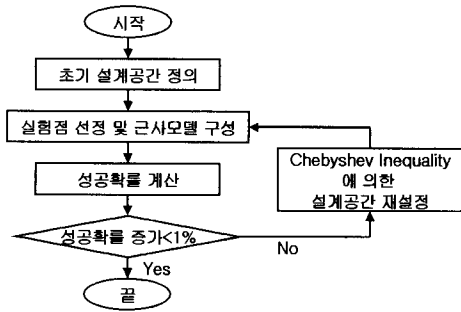 시작
초기 설계공간 정의
실험점 선정 및 근사모델 구성
성공확률 계산
Chebyshev Inequality
에 의한
설계공간 재설정
성공확률 증가<1%
No
Yes
끝